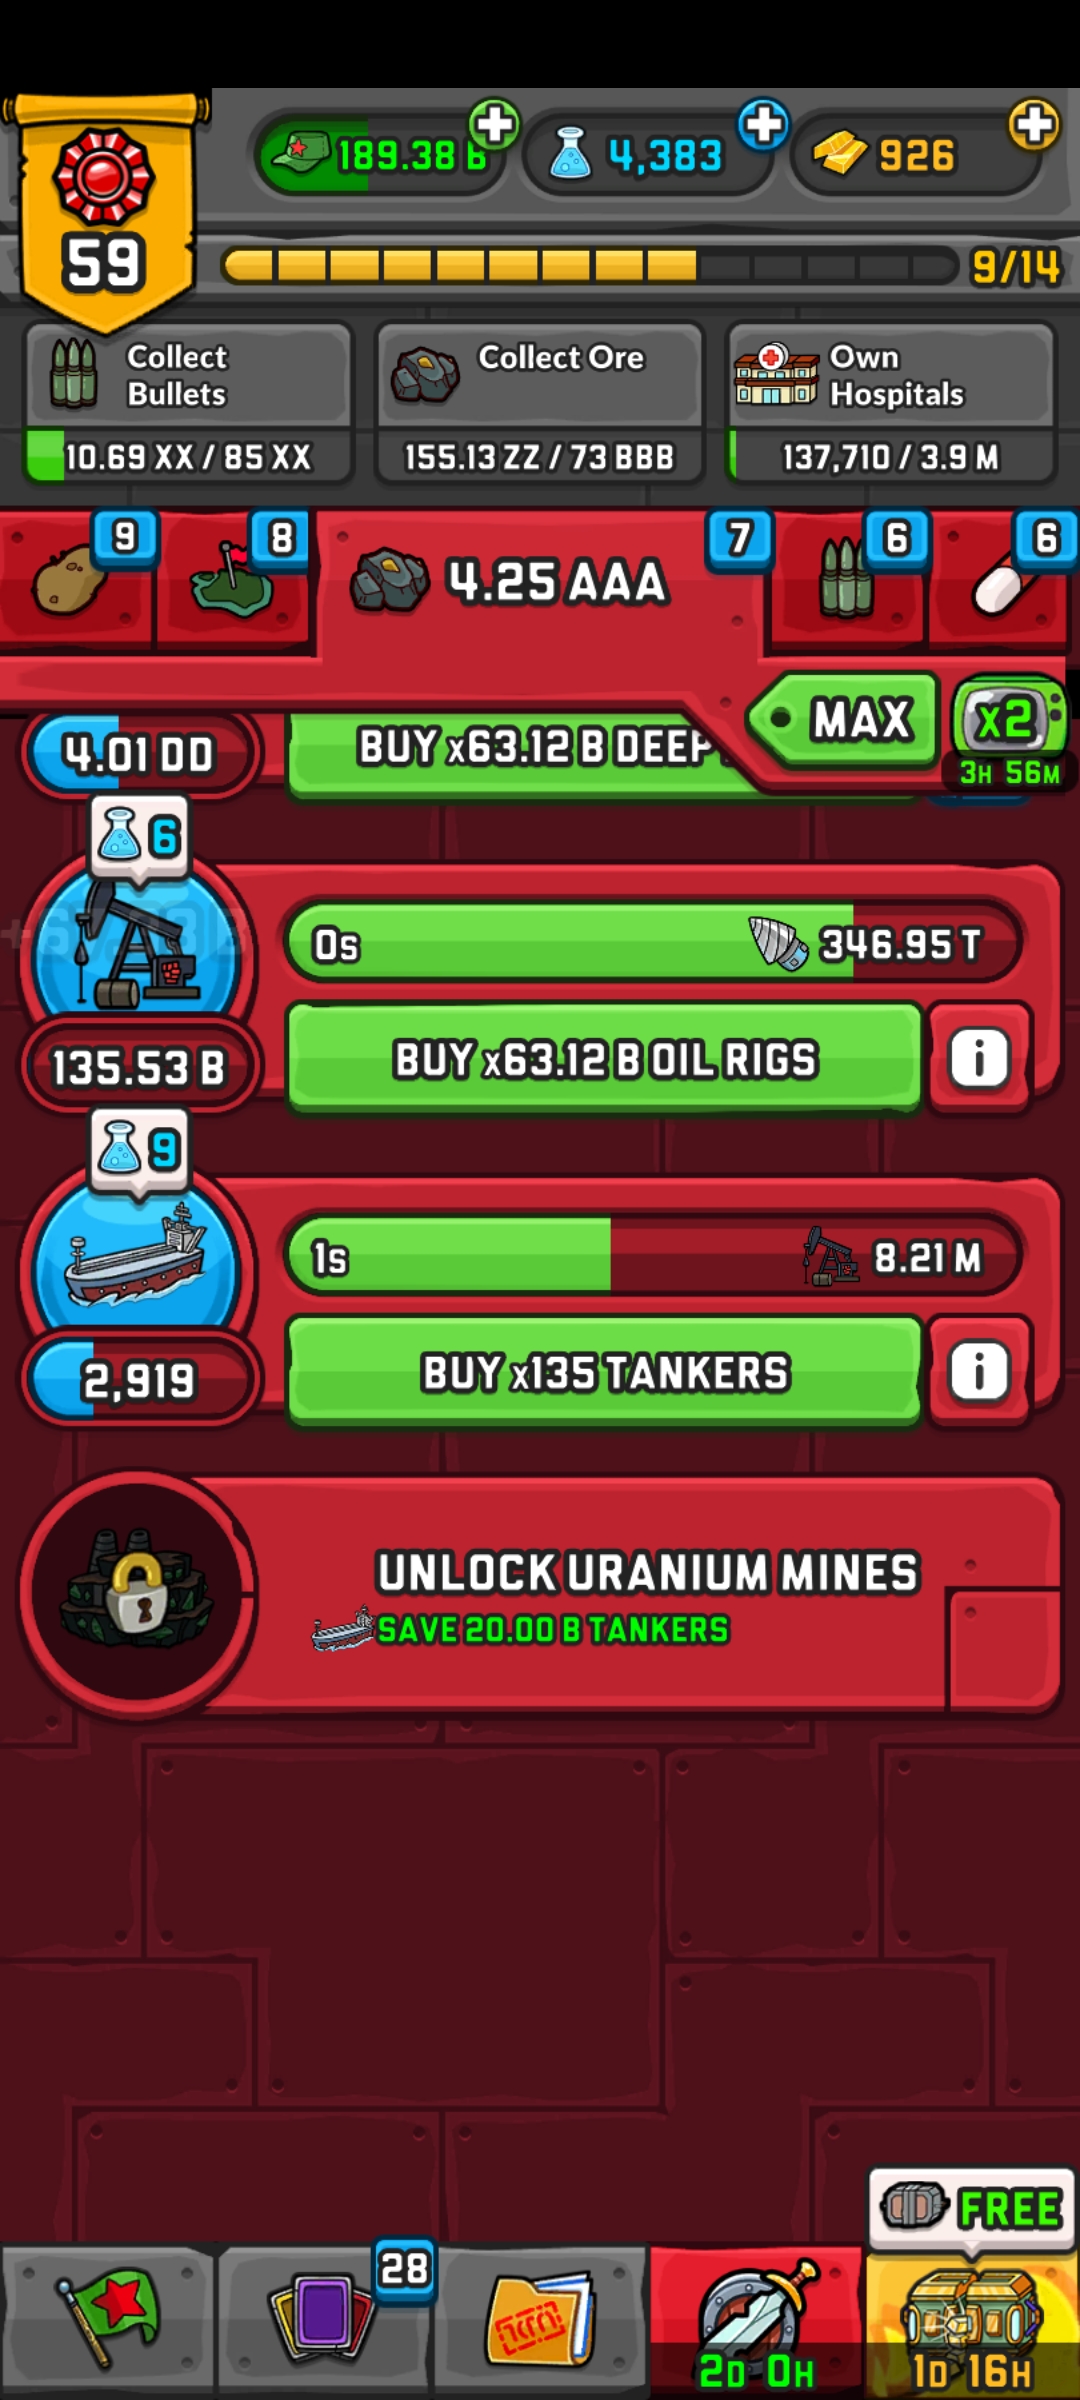 189.38 B
4,383
926
59
9/14
Collect
Bullets
Collect Ore
Own
Hospitals
10.69 XX / 85 XX
155.13 ZZ / 73 BBB
137,710 / 3.9 M
9
8
4.25 AAA
7
6
6
MAX
x2
3H 56M
4.01 DD
BUY x63.12 B DEEP
6
0s
346.95 T
135.53 B
BUY x63.12 B OIL RIGS
i
9
1s
8.21 M
2,919
BUY x135 TANKERS
i
UNLOCK URANIUM MINES
SAVE 20.00 B TANKERS
FREE
28
2D 0H
1D 16H